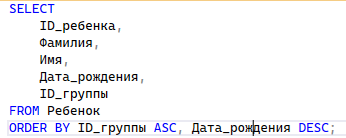 SELECT
    ID_ребенка,
    Фамилия,
    Имя,
    Дата_рождения,
    ID_группы
FROM Ребенок
ORDER BY ID_группы ASC, Дата_рождения DESC;